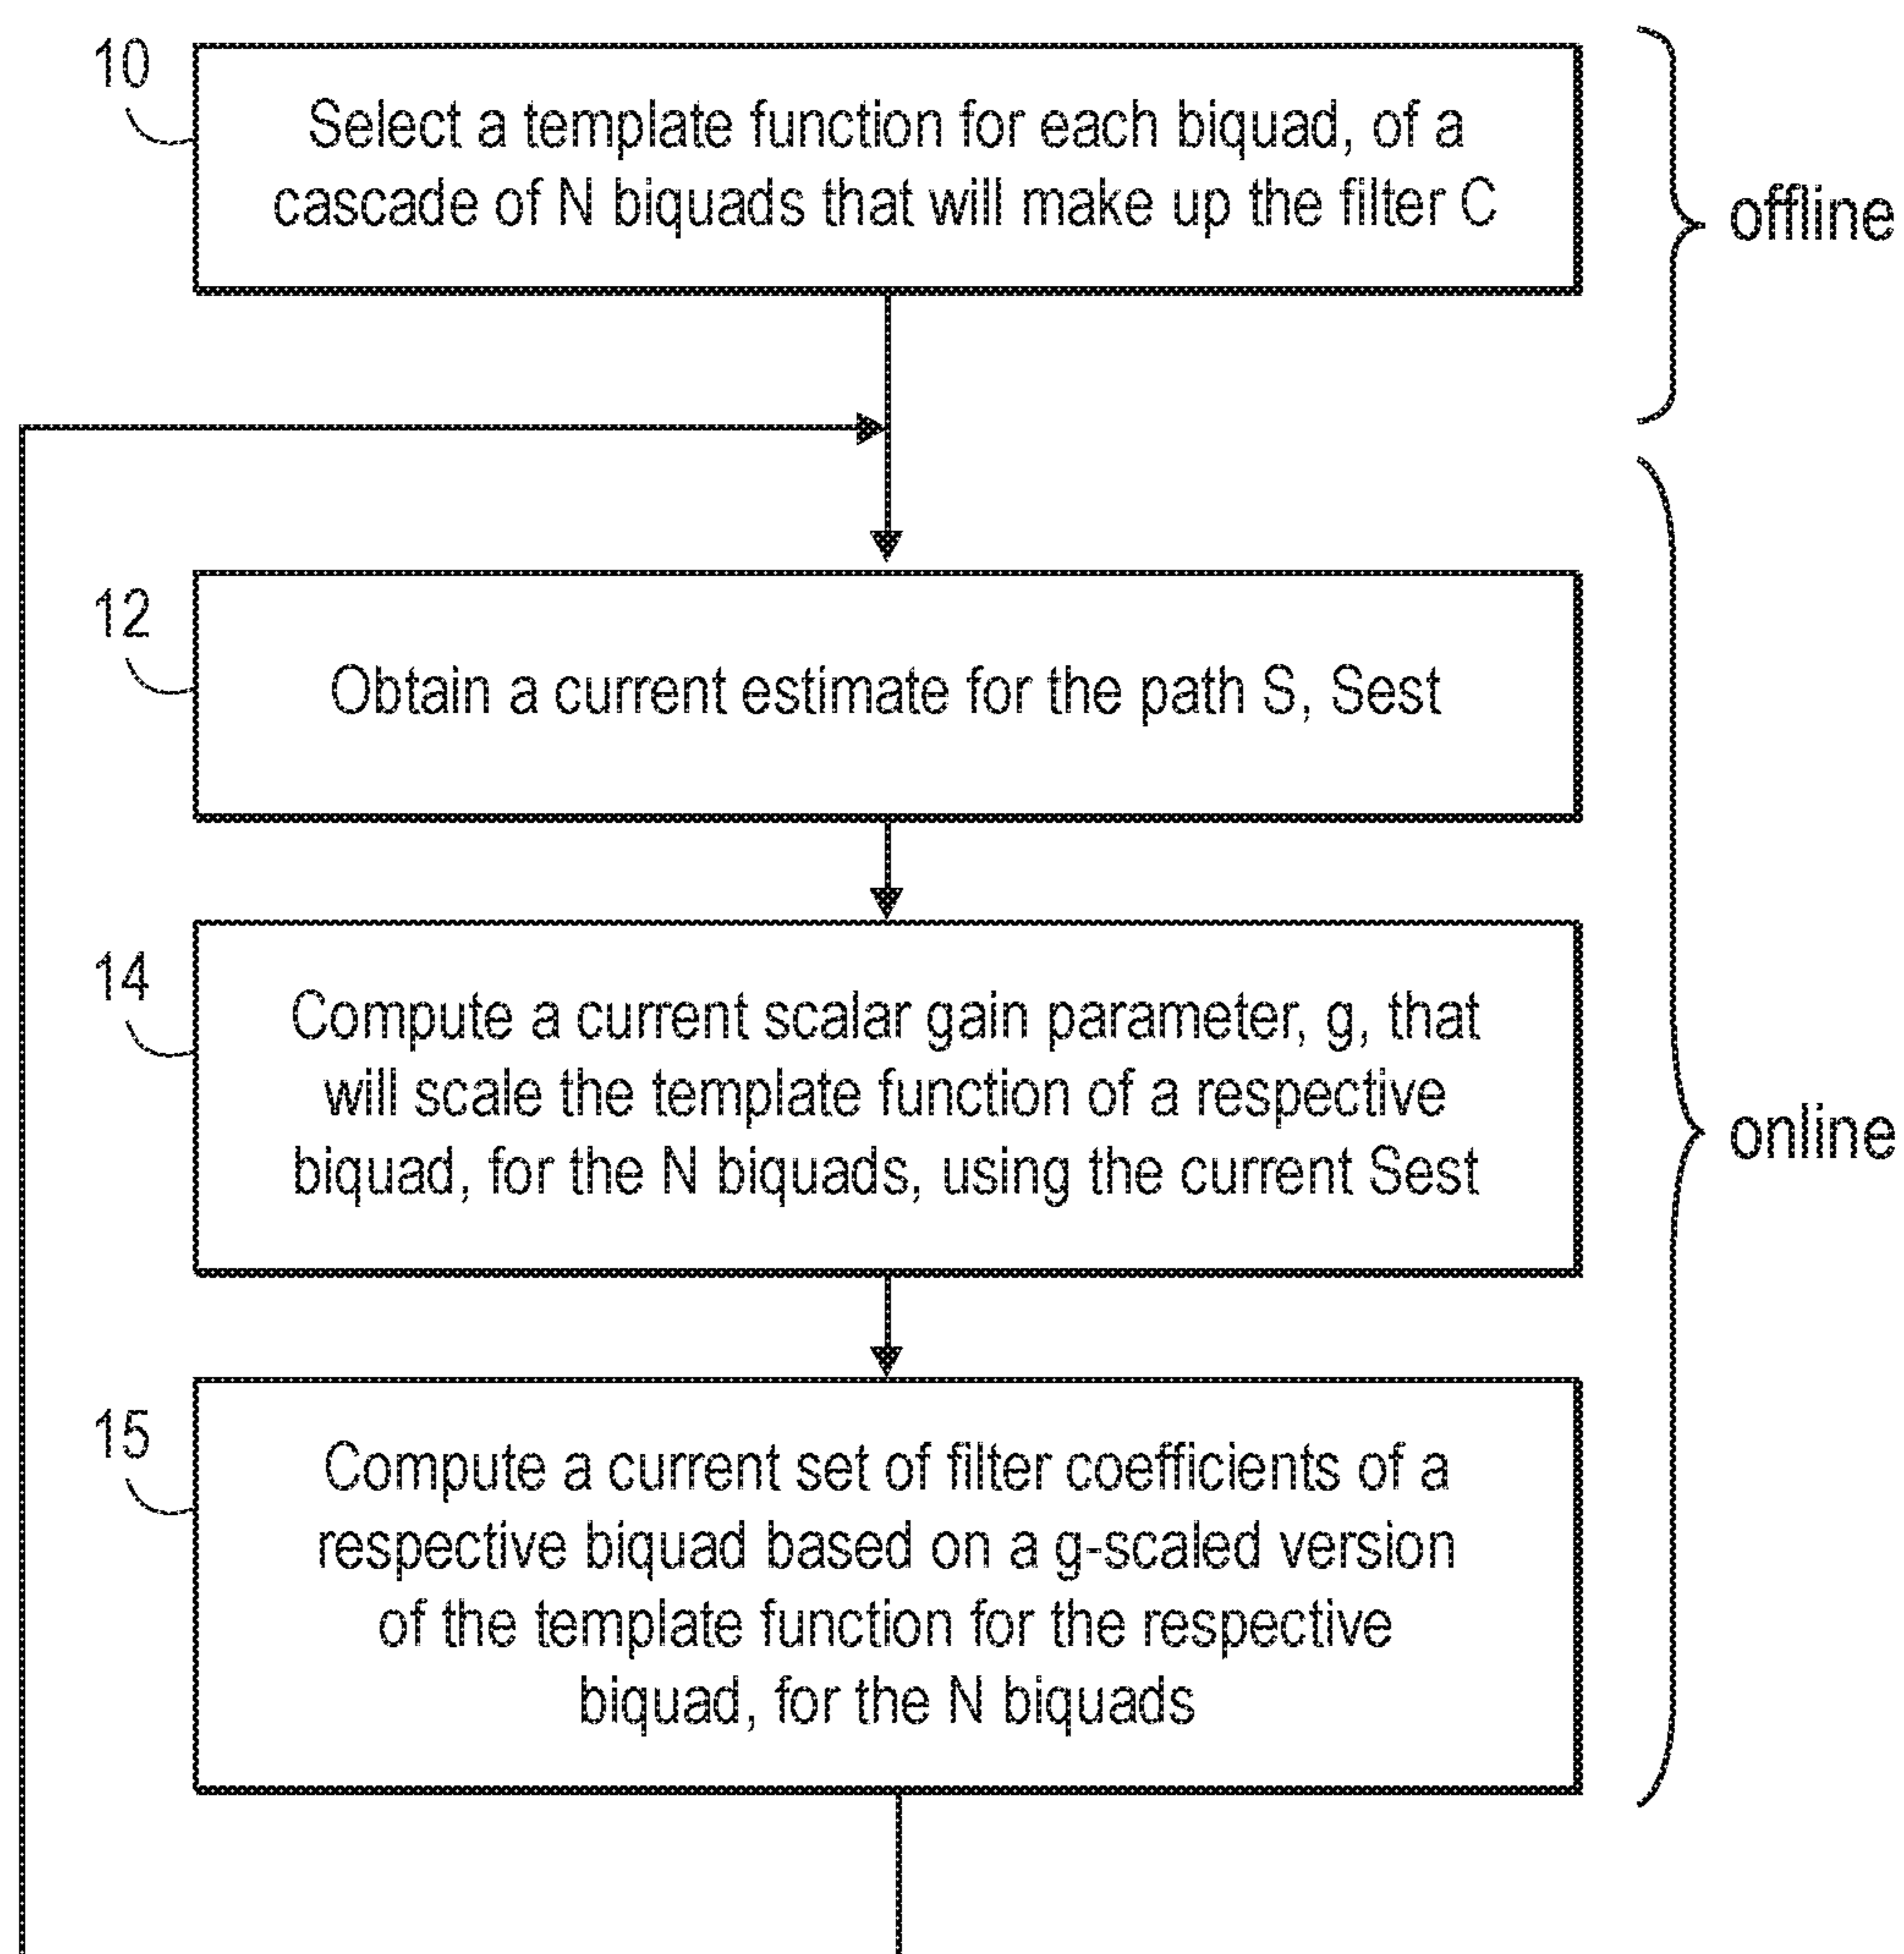 10
Select a template function for each biquad, of a
cascade of N biquads that will make up the filter C
offline
12
Obtain a current estimate for the path S, Sest
14
Compute a current scalar gain parameter, g, that
will scale the template function of a respective
biquad, for the N biquads, using the current Sest
online
15
Compute a current set of filter coefficients of a
respective biquad based on a g-scaled version
of the template function for the respective
biquad, for the N biquads